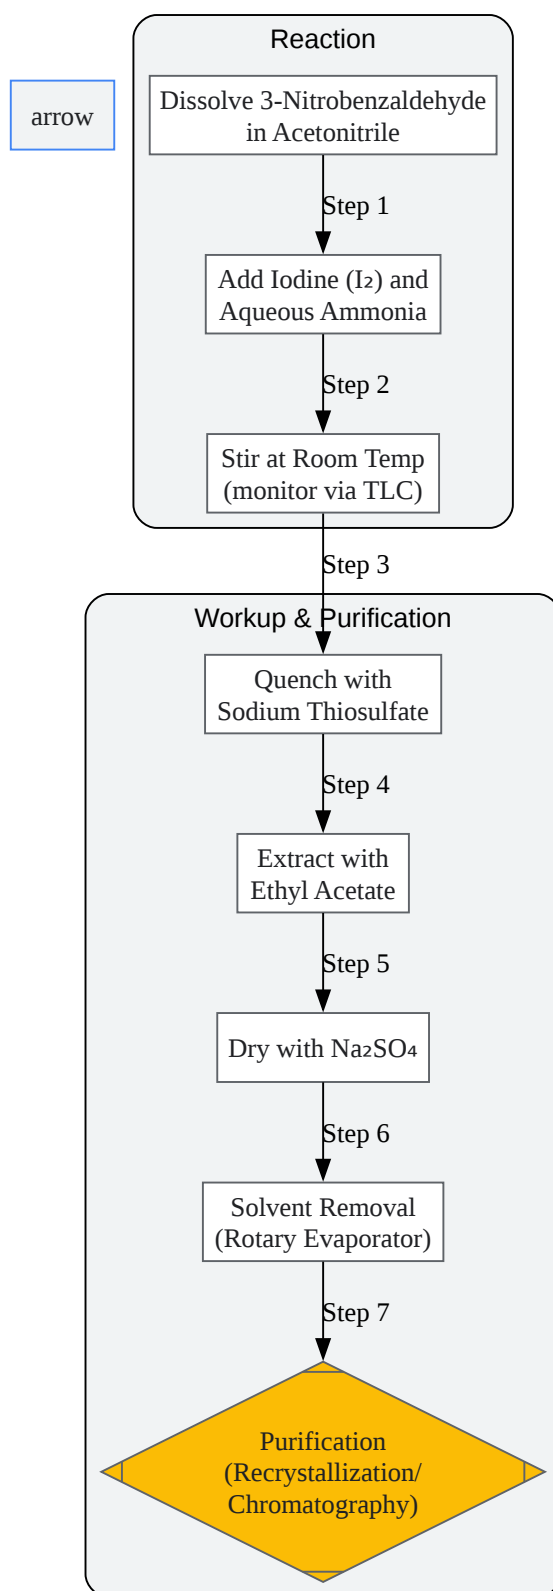 Reaction
arrow
Dissolve 3-Nitrobenzaldehyde
in Acetonitrile
Step 1
Add Iodine (I₂) and
Aqueous Ammonia
Step 2
Stir at Room Temp
(monitor via TLC)
Step 3
Workup & Purification
Quench with
Sodium Thiosulfate
Step 4
Extract with
Ethyl Acetate
Step 5
Dry with Na₂SO₄
Step 6
Solvent Removal
(Rotary Evaporator)
Step 7
Purification
(Recrystallization/
Chromatography)